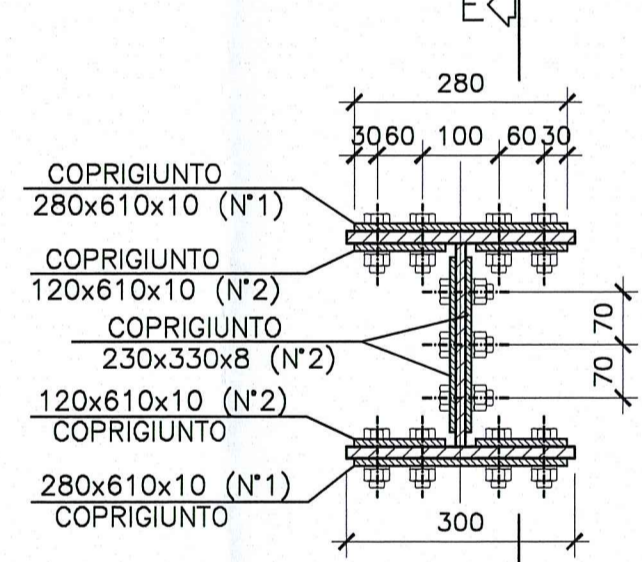 E
280
30 60 100 60 30
COPRIGIUNTO
280x610x10 (N°1)
COPRIGIUNTO
120x610x10 (N°2)
COPRIGIUNTO
230x330x8 (N°2)
70
70
120x610x10 (N°2)
COPRIGIUNTO
280x610x10 (N°1)
COPRIGIUNTO
300